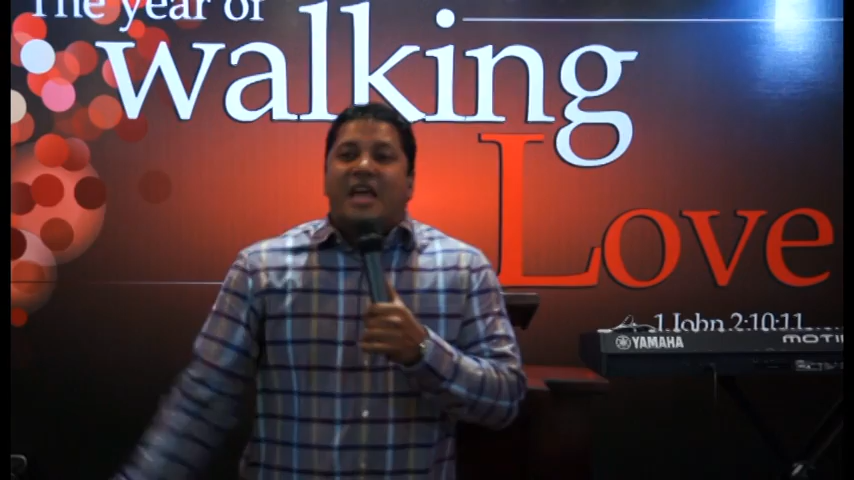 The year of
walking
Love
1 John 2:10-11
YAMAHA
MOTIF